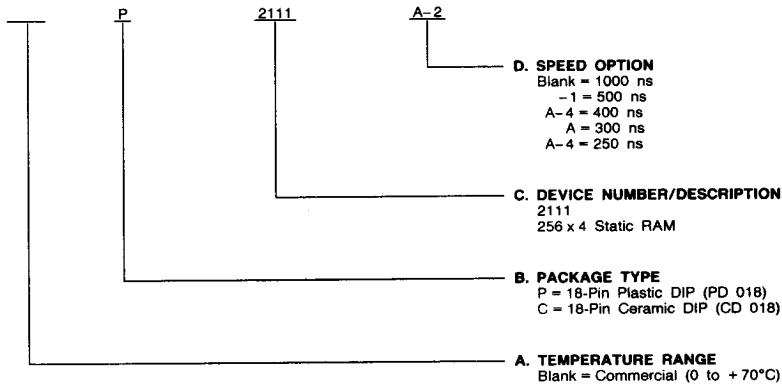 P 2111 A-2
D. SPEED OPTION
Blank = 1000 ns
-1 = 500 ns
A-4 = 400 ns
A = 300 ns
A-4 = 250 ns
C. DEVICE NUMBER/DESCRIPTION
2111
256 x 4 Static RAM
B. PACKAGE TYPE
P = 18-Pin Plastic DIP (PD 018)
C = 18-Pin Ceramic DIP (CD 018)
A. TEMPERATURE RANGE
Blank = Commercial (0 to +70°C)